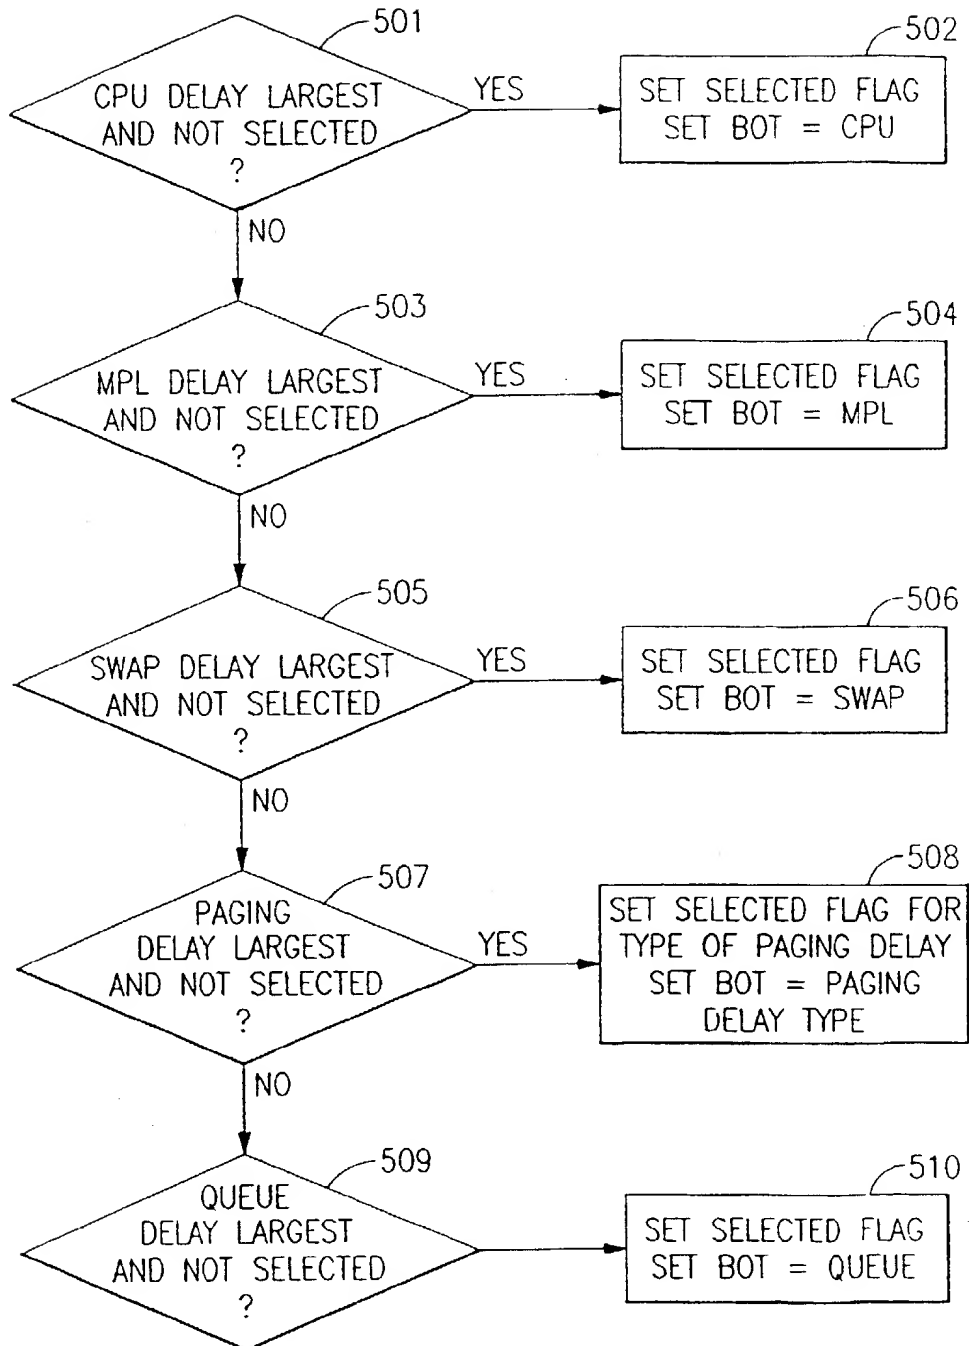 501
CPU DELAY LARGEST
AND NOT SELECTED
?
YES
502
SET SELECTED FLAG
SET BOT = CPU
NO
503
MPL DELAY LARGEST
AND NOT SELECTED
?
YES
504
SET SELECTED FLAG
SET BOT = MPL
NO
505
SWAP DELAY LARGEST
AND NOT SELECTED
?
YES
506
SET SELECTED FLAG
SET BOT = SWAP
NO
507
PAGING
DELAY LARGEST
AND NOT SELECTED
?
YES
508
SET SELECTED FLAG FOR
TYPE OF PAGING DELAY
SET BOT = PAGING
DELAY TYPE
NO
509
QUEUE
DELAY LARGEST
AND NOT SELECTED
?
510
SET SELECTED FLAG
SET BOT = QUEUE